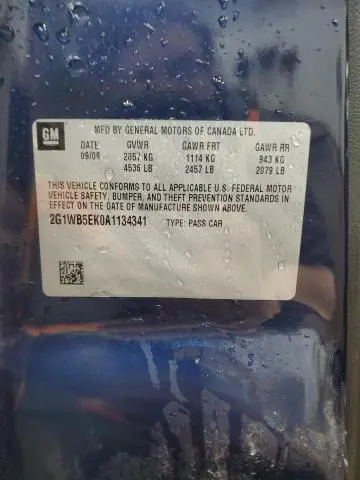 GM
MFD BY GENERAL MOTORS OF CANADA LTD.
DATE GVWR GAWR FRT GAWR RR
09/09 2057 KG 1114 KG 943 KG
4536 LB 2457 LB 2079 LB
THIS VEHICLE CONFORMS TO ALL APPLICABLE U.S. FEDERAL MOTOR
VEHICLE SAFETY, BUMPER, AND THEFT PREVENTION STANDARDS IN
EFFECT ON THE DATE OF MANUFACTURE SHOWN ABOVE.
2G1WB5EK0A1134341 TYPE: PASS CAR